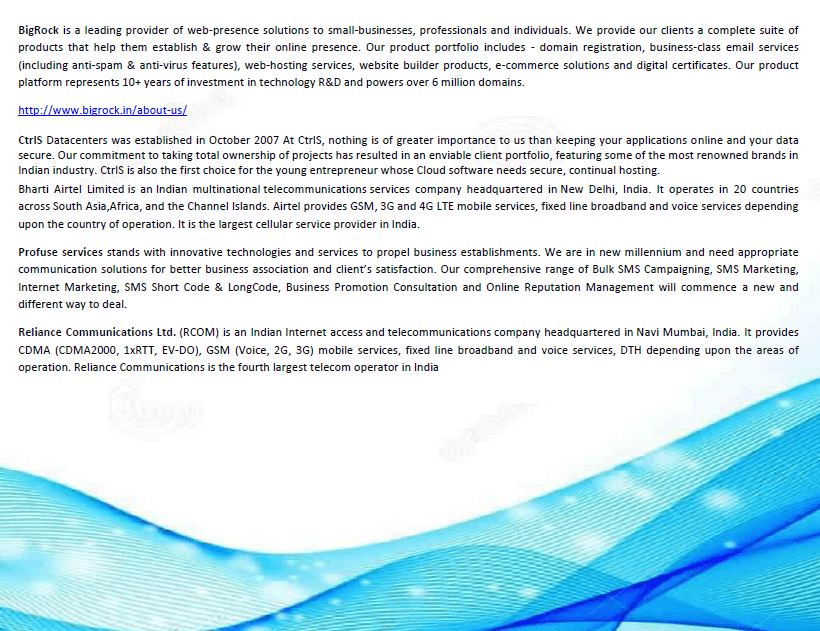 BigRock is a leading provider of web-presence solutions to small-businesses, professionals and individuals. We provide our clients a complete suite of
products that help them establish & grow their online presence. Our product portfolio includes - domain registration, business-class email services
(including anti-spam & anti-virus features), web-hosting services, website builder products, e-commerce solutions and digital certificates. Our product
platform represents 10+ years of investment in technology R&D and powers over 6 million domains.
http://www.bigrock.in/about-us/
CtrlS Datacenters was established in October 2007 At CtrlS, nothing is of greater importance to us than keeping your applications online and your data
secure. Our commitment to taking total ownership of projects has resulted in an enviable client portfolio, featuring some of the most renowned brands in
Indian industry. CtrlS is also the first choice for the young entrepreneur whose Cloud software needs secure, continual hosting.
Bharti Airtel Limited is an Indian multinational telecommunications services company headquartered in New Delhi, India. It operates in 20 countries
across South Asia,Africa, and the Channel Islands. Airtel provides GSM, 3G and 4G LTE mobile services, fixed line broadband and voice services depending
upon the country of operation. It is the largest cellular service provider in India.
Profuse services stands with innovative technologies and services to propel business establishments. We are in new millennium and need appropriate
communication solutions for better business association and client's satisfaction. Our comprehensive range of Bulk SMS Campaigning, SMS Marketing,
Internet Marketing, SMS Short Code & LongCode, Business Promotion Consultation and Online Reputation Management will commence a new and
different way to deal.
Reliance Communications Ltd. (RCOM) is an Indian Internet access and telecommunications company headquartered in Navi Mumbai, India. It provides
CDMA (CDMA2000, 1xRTT, EV-DO), GSM (Voice, 2G, 3G) mobile services, fixed line broadband and voice services, DTH depending upon the areas of
operation. Reliance Communications is the fourth largest telecom operator in India